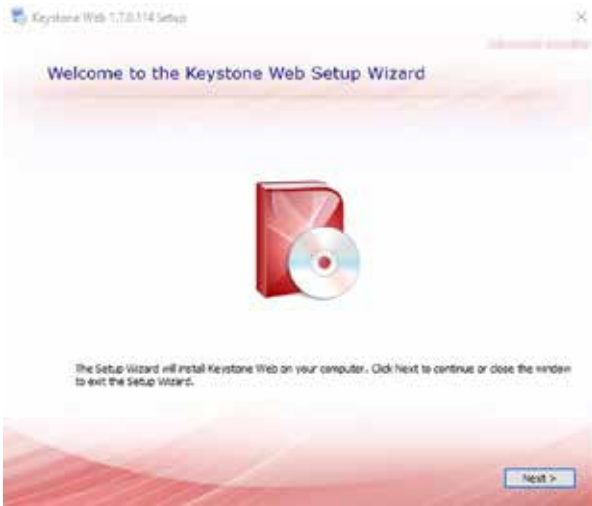 Keystone Web 1.7.0.114 Setup
Welcome to the Keystone Web Setup Wizard
The Setup Wizard will install Keystone Web on your computer. Click Next to continue or close the window
to exit the Setup Wizard.
Next >